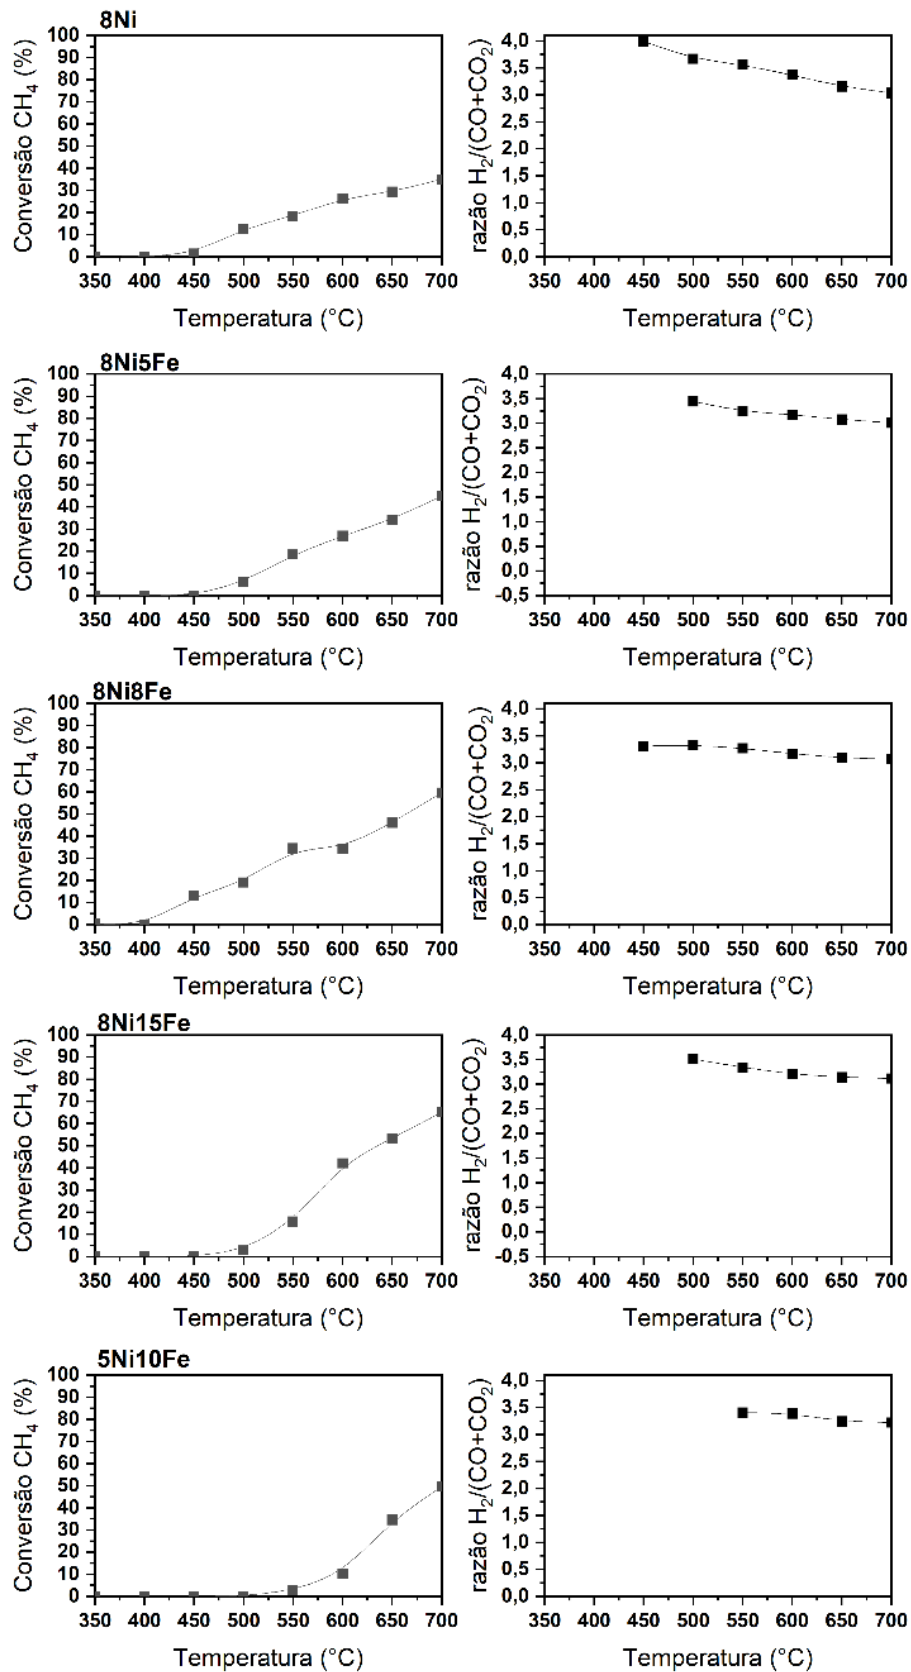 8Ni
Conversão CH₄ (%)
100
90
80
70
60
50
40
30
20
10
0
350 400 450 500 550 600 650 700
Temperatura (°C)
razão H₂/(CO+CO₂)
4,0
3,5
3,0
2,5
2,0
1,5
1,0
0,5
0,0
350 400 450 500 550 600 650 700
Temperatura (°C)
8Ni5Fe
Conversão CH₄ (%)
100
90
80
70
60
50
40
30
20
10
0
350 400 450 500 550 600 650 700
Temperatura (°C)
razão H₂/(CO+CO₂)
4,0
3,5
3,0
2,5
2,0
1,5
1,0
0,5
0,0
-0,5
350 400 450 500 550 600 650 700
Temperatura (°C)
8Ni8Fe
Conversão CH₄ (%)
100
90
80
70
60
50
40
30
20
10
0
350 400 450 500 550 600 650 700
Temperatura (°C)
razão H₂/(CO+CO₂)
4,0
3,5
3,0
2,5
2,0
1,5
1,0
0,5
0,0
350 400 450 500 550 600 650 700
Temperatura (°C)
8Ni15Fe
Conversão CH₄ (%)
100
90
80
70
60
50
40
30
20
10
0
350 400 450 500 550 600 650 700
Temperatura (°C)
razão H₂/(CO+CO₂)
4,0
3,5
3,0
2,5
2,0
1,5
1,0
0,5
0,0
-0,5
350 400 450 500 550 600 650 700
Temperatura (°C)
5Ni10Fe
Conversão CH₄ (%)
100
90
80
70
60
50
40
30
20
10
0
350 400 450 500 550 600 650 700
Temperatura (°C)
razão H₂/(CO+CO₂)
4,0
3,5
3,0
2,5
2,0
1,5
1,0
0,5
0,0
350 400 450 500 550 600 650 700
Temperatura (°C)